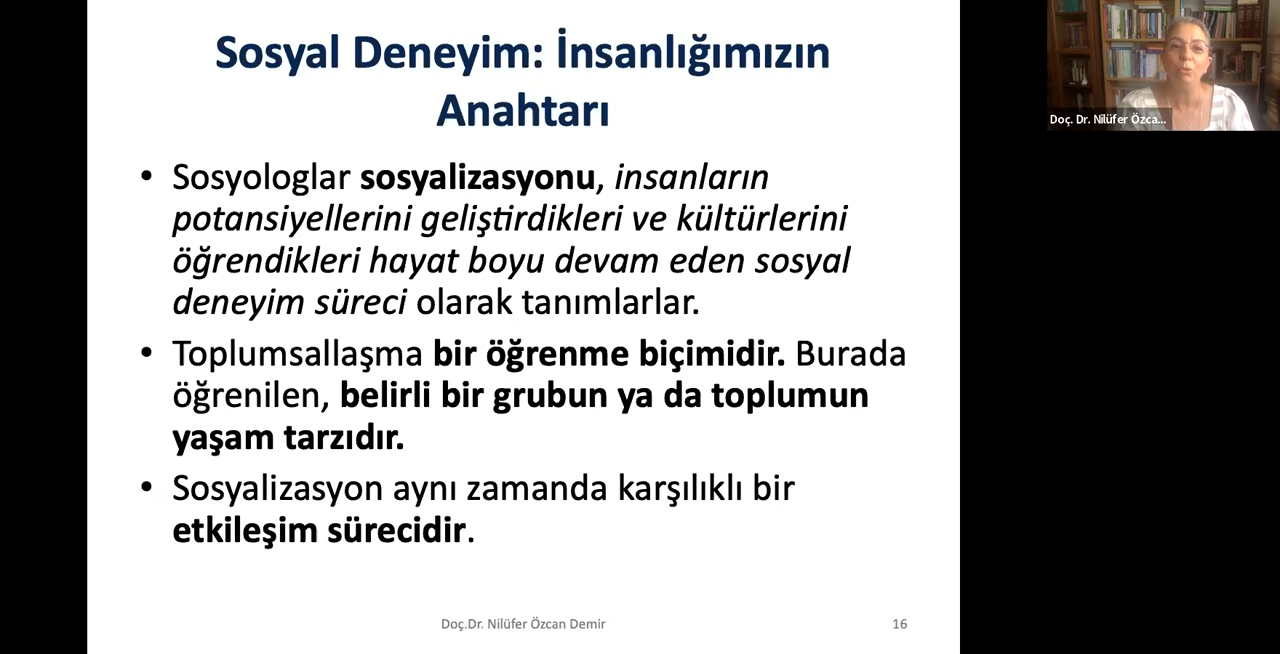 Sosyal Deneyim: İnsanlığımızın
Anahtarı
• Sosyologlar sosyalizasyonu, insanların
potansiyellerini geliştirdikleri ve kültürlerini
öğrendikleri hayat boyu devam eden sosyal
deneyim süreci olarak tanımlarlar.
• Toplumsallaşma bir öğrenme biçimidir. Burada
öğrenilen, belirli bir grubun ya da toplumun
yaşam tarzıdır.
• Sosyalizasyon aynı zamanda karşılıklı bir
etkileşim sürecidir.
Doç.Dr. Nilüfer Özcan Demir
16
Doç. Dr. Nilüfer Özca...